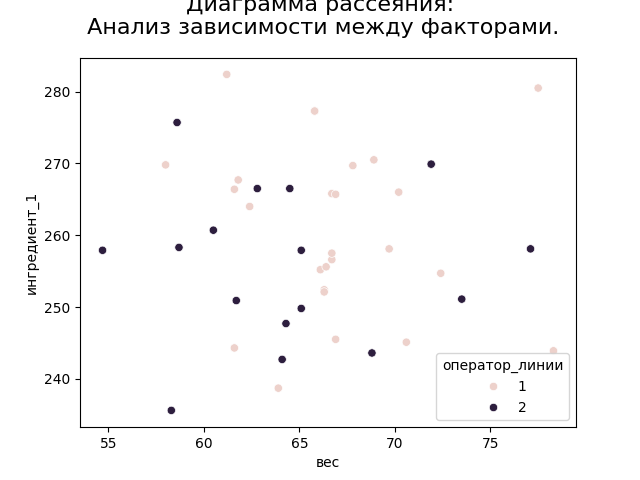 Диаграмма рассеяния:
Анализ зависимости между факторами.
280
270
260
250
240
ингредиент_1
55
60
65
70
75
вес
оператор_линии
1
2